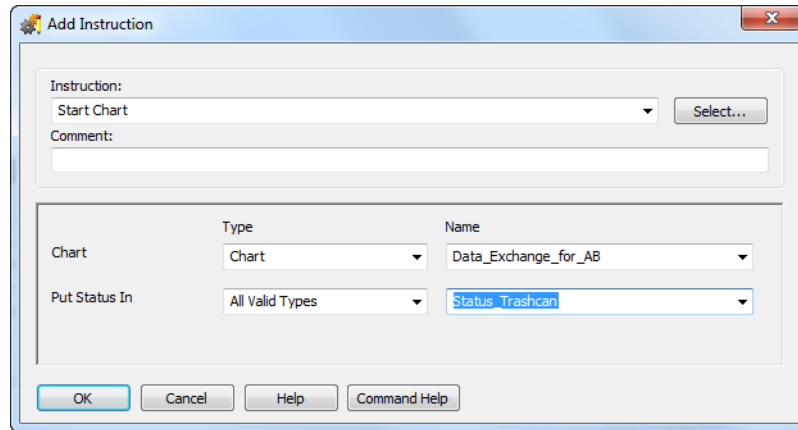 Add Instruction
Instruction:
Start Chart
Select...
Comment:
Type Name
Chart Chart Data_Exchange_for_AB
Put Status In All Valid Types Status_Trashcan
OK Cancel Help Command Help